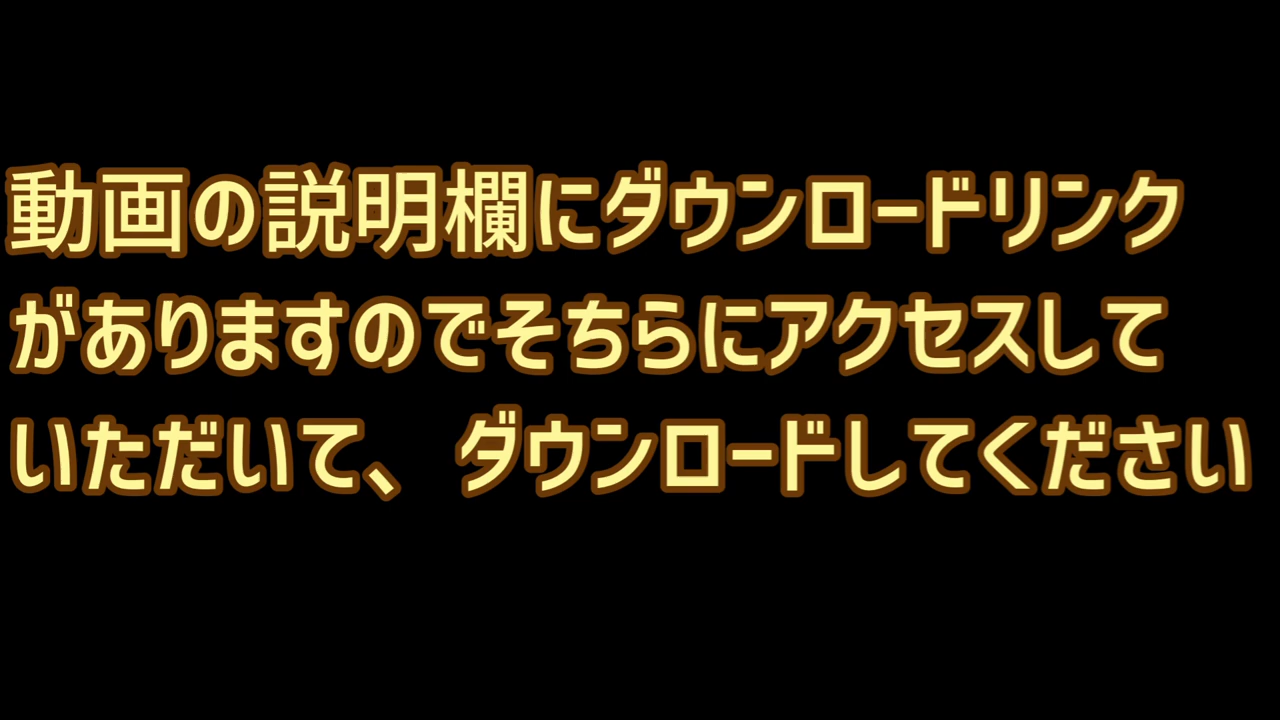 動画の説明欄にダウンロードリンク
がありますのでそちらにアクセスして
いただいて、ダウンロードしてください